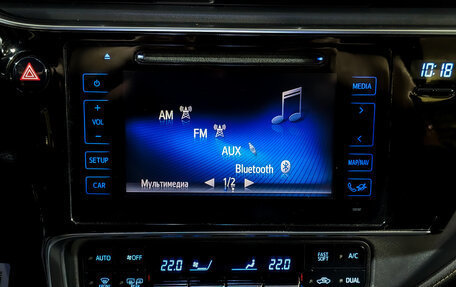 MEDIA
10:18
VOL
SETUP
CAR
MAP/NAV
AM
FM
AUX
Bluetooth
Мультимедиа
1/2
AUTO
OFF
22.0
22.0
FAST
SOFT
A/C
DUAL